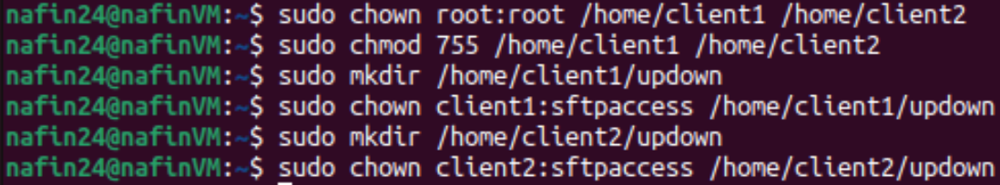 nafin24@nafinVM:~$ sudo chown root:root /home/client1 /home/client2
nafin24@nafinVM:~$ sudo chmod 755 /home/client1 /home/client2
nafin24@nafinVM:~$ sudo mkdir /home/client1/updown
nafin24@nafinVM:~$ sudo chown client1:sftpaccess /home/client1/updown
nafin24@nafinVM:~$ sudo mkdir /home/client2/updown
nafin24@nafinVM:~$ sudo chown client2:sftpaccess /home/client2/updown